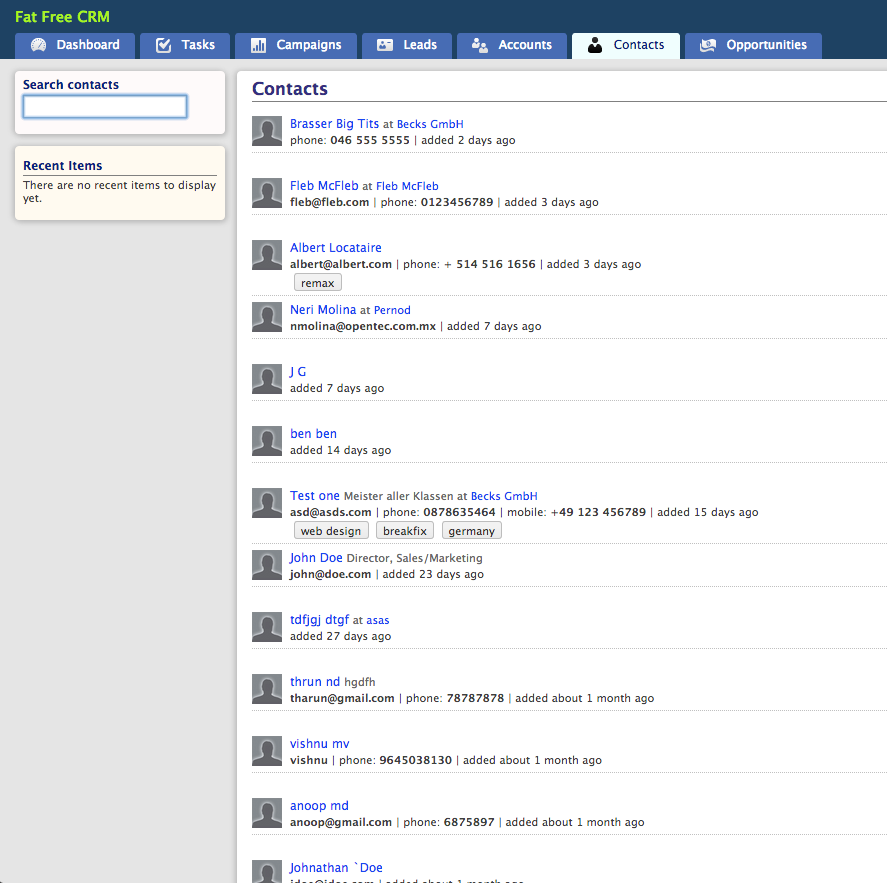 Fat Free CRM
Dashboard Tasks Campaigns Leads Accounts Contacts Opportunities
Search contacts
Recent Items
There are no recent items to display
yet.
Contacts
Brasser Big Tits at Becks GmbH
phone: 046 555 5555 | added 2 days ago
Fleb McFleb at Fleb McFleb
fleb@fleb.com | phone: 0123456789 | added 3 days ago
Albert Locataire
albert@albert.com | phone: + 514 516 1656 | added 3 days ago
remax
Neri Molina at Pernod
nmolina@opentec.com.mx | added 7 days ago
J G
added 7 days ago
ben ben
added 14 days ago
Test one Meister aller Klassen at Becks GmbH
asd@asds.com | phone: 0878635464 | mobile: +49 123 456789 | added 15 days ago
web design breakfix germany
John Doe Director, Sales/Marketing
john@doe.com | added 23 days ago
tdfjgj dtgf at asas
added 27 days ago
thrun nd hgdfh
tharun@gmail.com | phone: 78787878 | added about 1 month ago
vishnu mv
vishnu | phone: 9645038130 | added about 1 month ago
anoop md
anoop@gmail.com | phone: 6875897 | added about 1 month ago
Johnathan `Doe
| added about 1 month ago